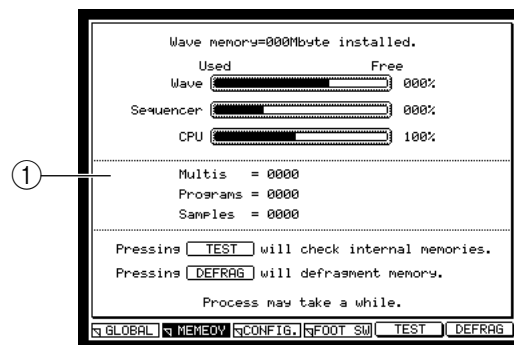 Wave memory=000Mbyte installed.
Used Free
Wave 000%
Sequencer 000%
CPU 100%
1
Multis = 0000
Programs = 0000
Samples = 0000
Pressing TEST will check internal memories.
Pressing DEFRAG will defragment memory.
Process may take a while.
GLOBAL MEMEOY CONFIG. FOOT SW TEST DEFRAG